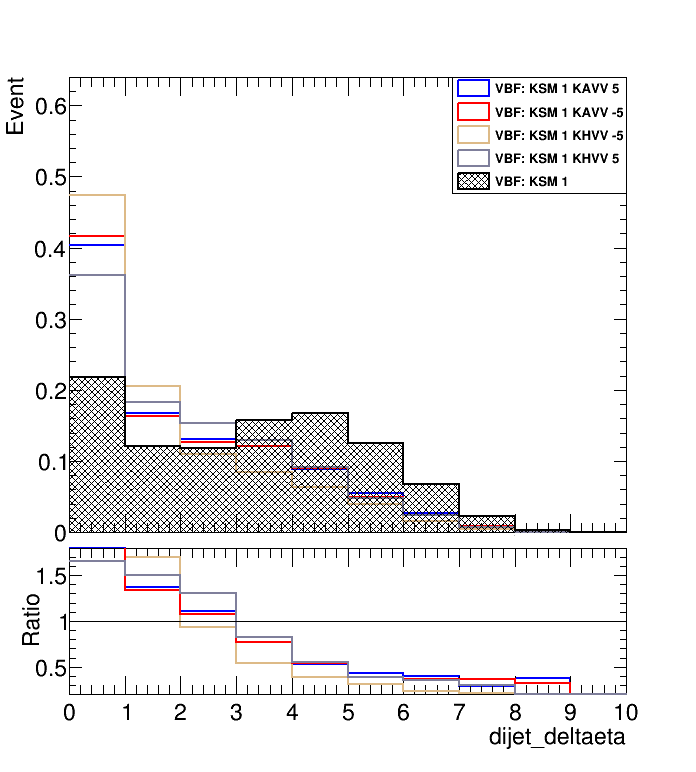 Event
0.6
0.5
0.4
0.3
0.2
0.1
0
VBF: KSM 1 KAVV 5
VBF: KSM 1 KAVV -5
VBF: KSM 1 KHVV -5
VBF: KSM 1 KHVV 5
VBF: KSM 1
Ratio
1.5
1
0.5
0 1 2 3 4 5 6 7 8 9 10
dijet_deltaeta